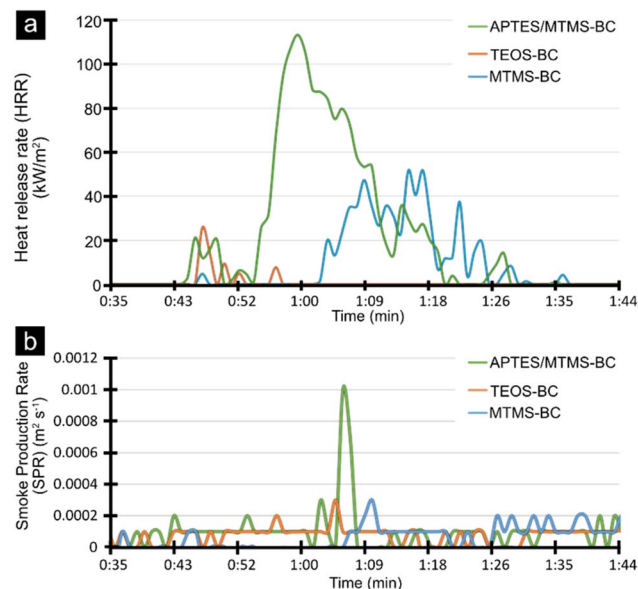 a
APTES/MTMS-BC
TEOS-BC
MTMS-BC
Heat release rate (HRR)
(kW/m²)
120
100
80
60
40
20
0
0:35 0:43 0:52 1:00 1:09 1:18 1:26 1:35 1:44
Time (min)
b
APTES/MTMS-BC
TEOS-BC
MTMS-BC
Smoke Production Rate
(SPR) (m² s⁻¹)
0.0012
0.001
0.0008
0.0006
0.0004
0.0002
0
0:35 0:43 0:52 1:00 1:09 1:18 1:26 1:35 1:44
Time (min)